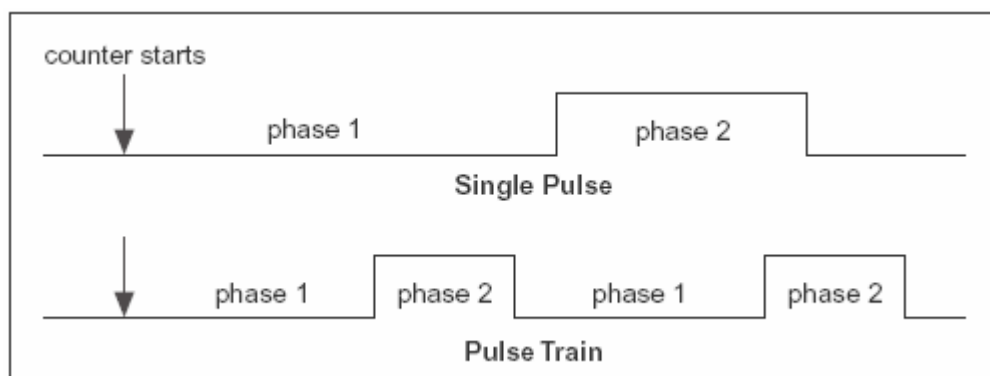 counter starts
phase 1
phase 2
Single Pulse
phase 1 phase 2 phase 1 phase 2
Pulse Train